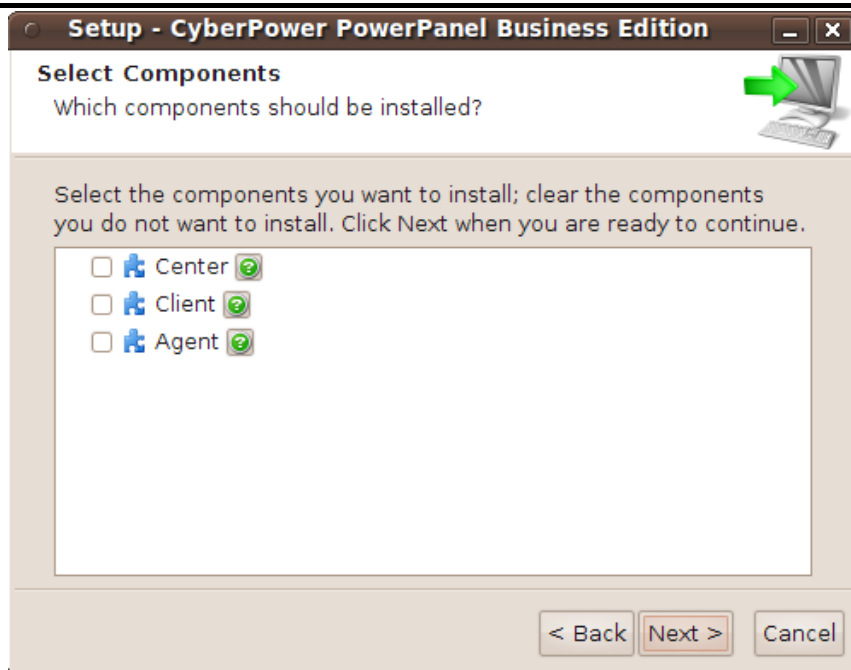 Setup - CyberPower PowerPanel Business Edition
Select Components
Which components should be installed?
Select the components you want to install; clear the components
you do not want to install. Click Next when you are ready to continue.
Center ?
Client ?
Agent ?
< Back Next > Cancel